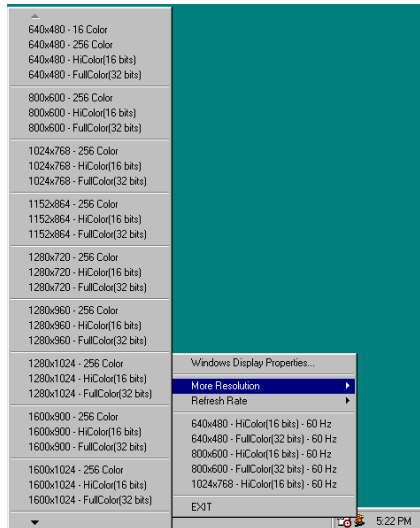 640x480 - 16 Color
640x480 - 256 Color
640x480 - HiColor(16 bits)
640x480 - FullColor(32 bits)
800x600 - 256 Color
800x600 - HiColor(16 bits)
800x600 - FullColor(32 bits)
1024x768 - 256 Color
1024x768 - HiColor(16 bits)
1024x768 - FullColor(32 bits)
1152x864 - 256 Color
1152x864 - HiColor(16 bits)
1152x864 - FullColor(32 bits)
1280x720 - 256 Color
1280x720 - HiColor(16 bits)
1280x720 - FullColor(32 bits)
1280x960 - 256 Color
1280x960 - HiColor(16 bits)
1280x960 - FullColor(32 bits)
1280x1024 - 256 Color
1280x1024 - HiColor(16 bits)
1280x1024 - FullColor(32 bits)
1600x900 - 256 Color
1600x900 - HiColor(16 bits)
1600x900 - FullColor(32 bits)
1600x1024 - 256 Color
1600x1024 - HiColor(16 bits)
1600x1024 - FullColor(32 bits)
Windows Display Properties...
More Resolution
Refresh Rate
640x480 - HiColor(16 bits) - 60 Hz
640x480 - FullColor(32 bits) - 60 Hz
800x600 - HiColor(16 bits) - 60 Hz
800x600 - FullColor(32 bits) - 60 Hz
1024x768 - HiColor(16 bits) - 60 Hz
EXIT
5:22 PM